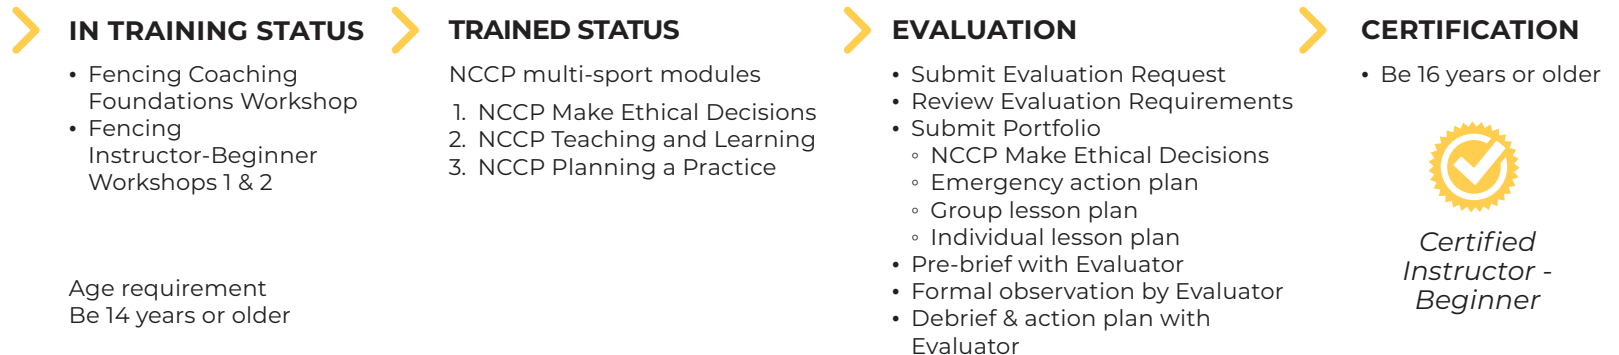 IN TRAINING STATUS
• Fencing Coaching
Foundations Workshop
• Fencing
Instructor-Beginner
Workshops 1 & 2
Age requirement
Be 14 years or older
TRAINED STATUS
NCCP multi-sport modules
1. NCCP Make Ethical Decisions
2. NCCP Teaching and Learning
3. NCCP Planning a Practice
EVALUATION
• Submit Evaluation Request
• Review Evaluation Requirements
• Submit Portfolio
◦ NCCP Make Ethical Decisions
◦ Emergency action plan
◦ Group lesson plan
◦ Individual lesson plan
• Pre-brief with Evaluator
• Formal observation by Evaluator
• Debrief & action plan with
Evaluator
CERTIFICATION
• Be 16 years or older
Certified
Instructor -
Beginner